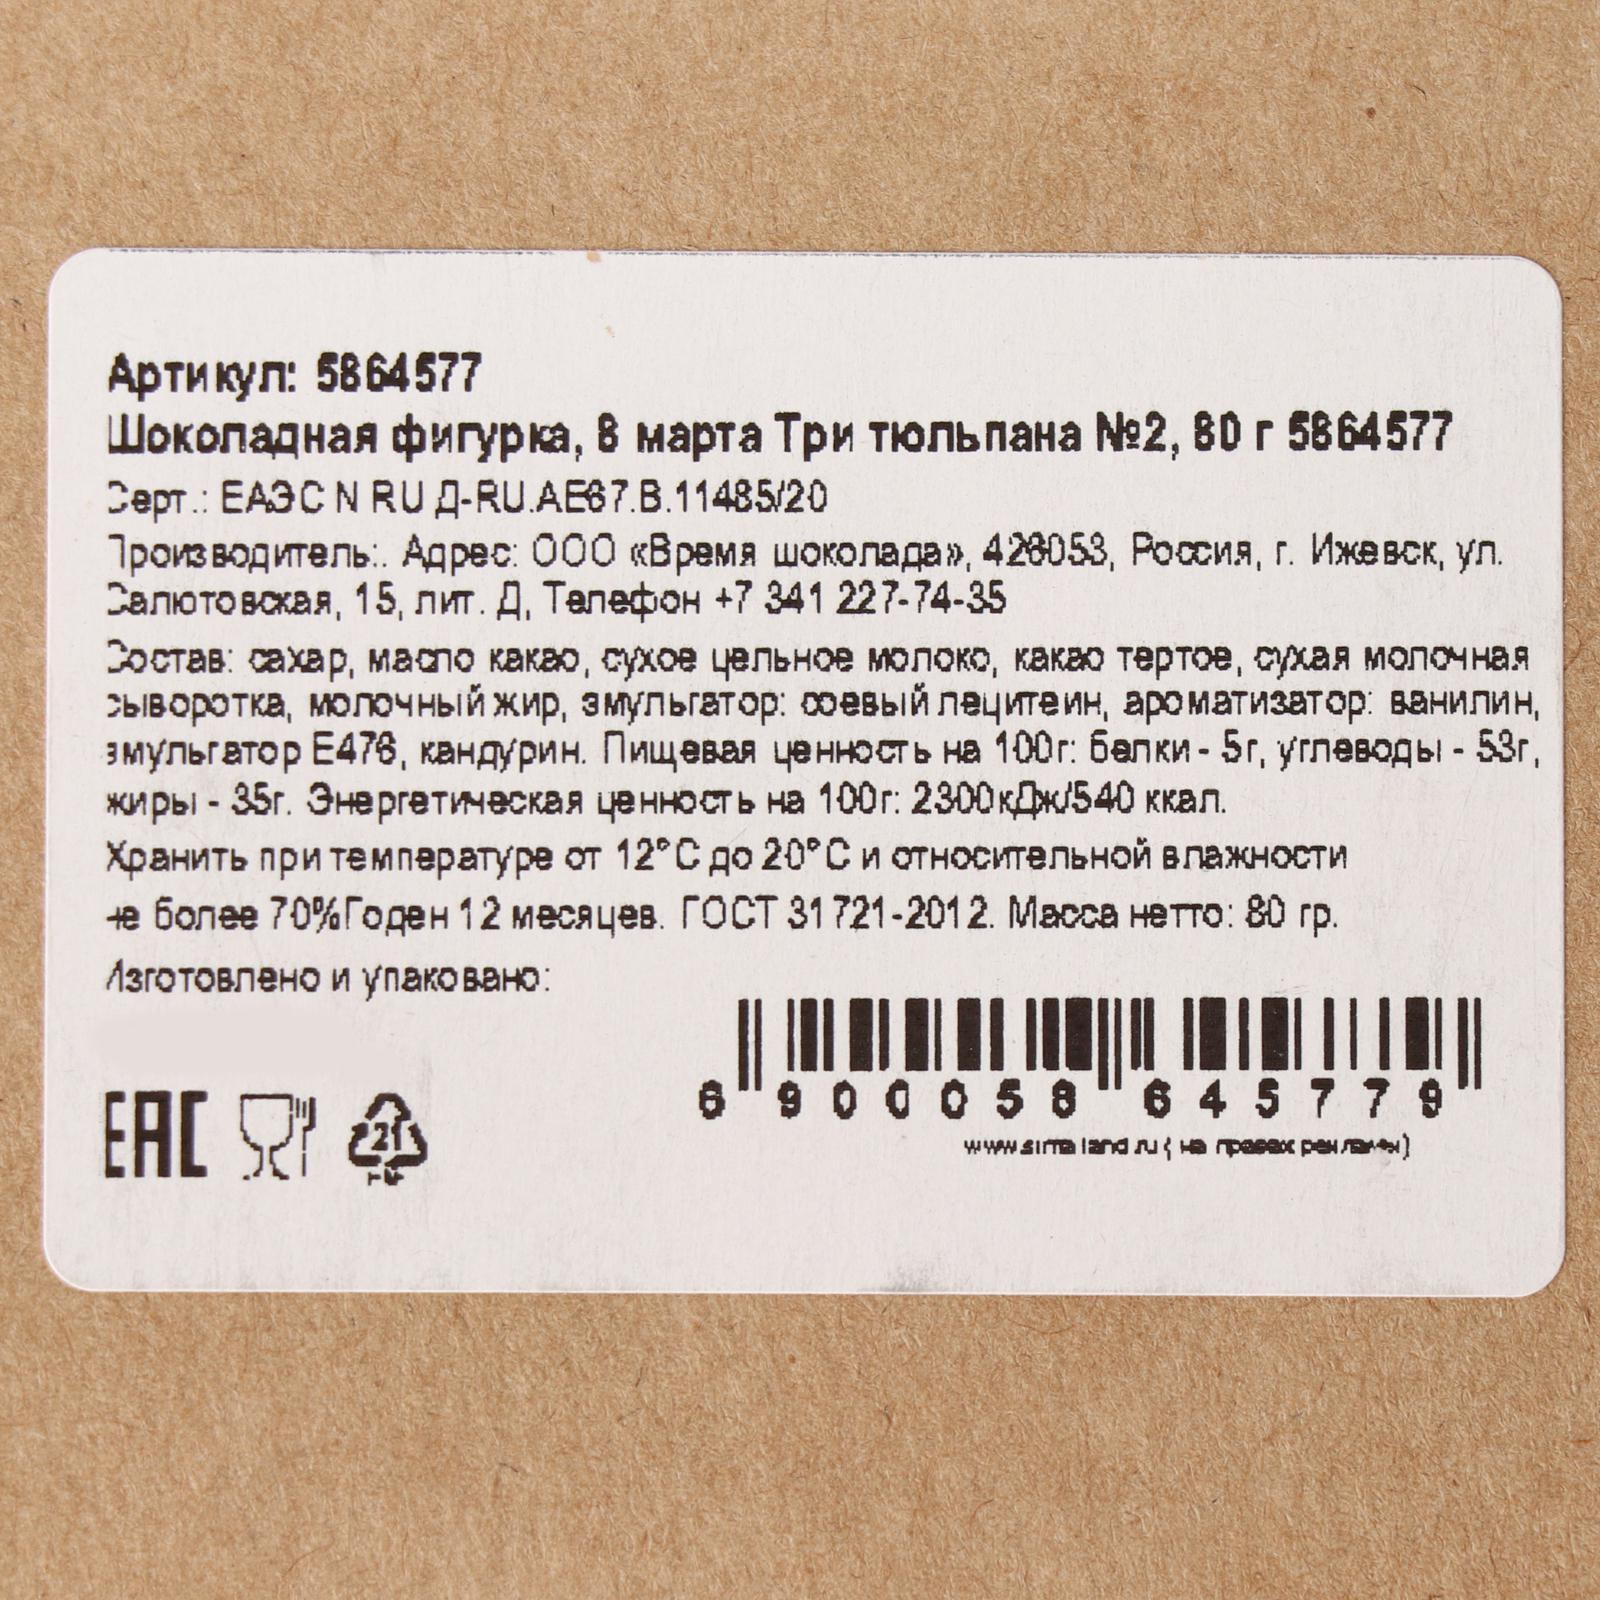 Артикул: 5864577
Шоколадная фигурка, 8 марта Три тюльпана №2, 80 г 5864577
Серт.: ЕАЭС N RU Д-RU.АЕ67.В.11485/20
Производитель:. Адрес: ООО «Время шоколада», 426053, Россия, г. Ижевск, ул.
Салютовская, 15, лит. Д, Телефон +7 341 227-74-35
Состав: сахар, масло какао, сухое цельное молоко, какао тертое, сухая молочная
сыворотка, молочный жир, эмульгатор: соевый лецитеин, ароматизатор: ванилин,
эмульгатор Е476, кандурин. Пищевая ценность на 100г: белки - 5г, углеводы - 53г,
жиры - 35г. Энергетическая ценность на 100г: 2300кДж/540 ккал.
Хранить при температуре от 12°С до 20°С и относительной влажности
не более 70%Годен 12 месяцев. ГОСТ 31721-2012. Масса нетто: 80 гр.
Изготовлено и упаковано:
ЕАС
21
6 900058 645779
www.sima-land.ru ( на правах рекламы)